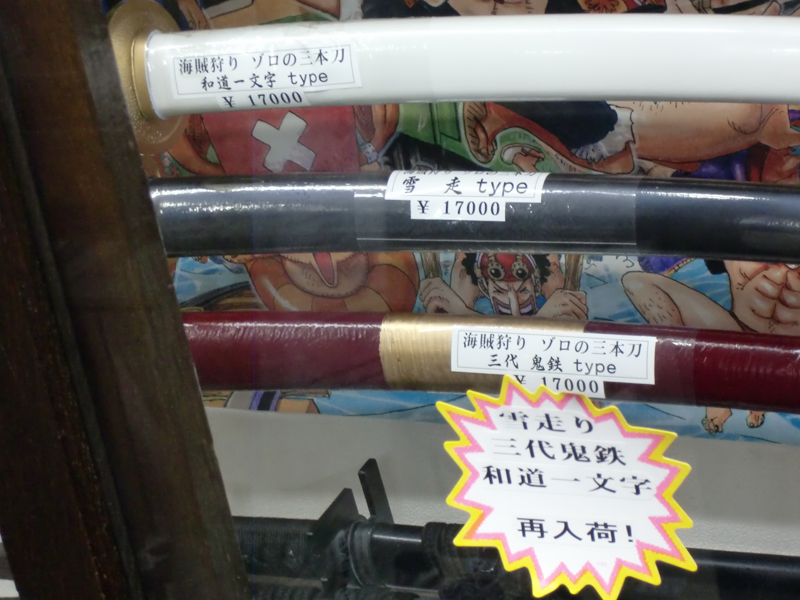 海賊狩り ゾロの三本刀
和道一文字 type
¥ 17000
雪 走 type
¥ 17000
海賊狩り ゾロの三本刀
三代 鬼鉄 type
¥ 17000
雪走り
三代鬼鉄
和道一文字
再入荷!